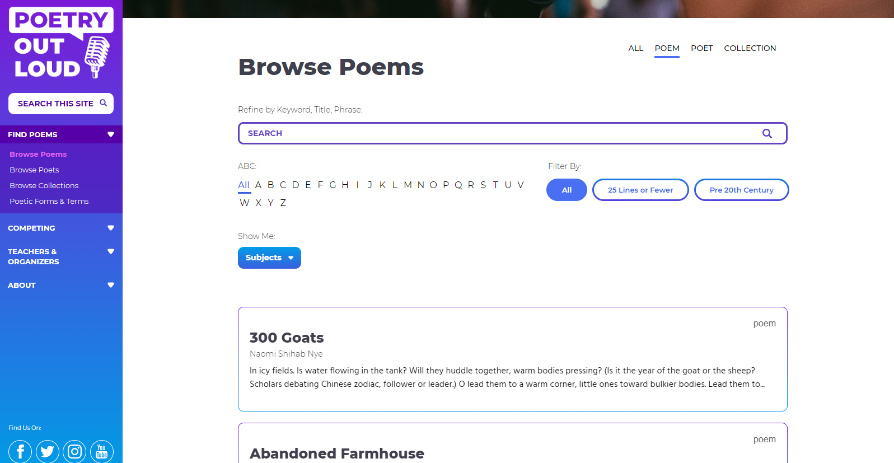 POETRY
OUT
LOUD
SEARCH THIS SITE
FIND POEMS
Browse Poems
Browse Poets
Browse Collections
Poetic Forms & Terms
COMPETING
TEACHERS &
ORGANIZERS
ABOUT
Find Us On:
You
Tube
ALL POEM POET COLLECTION
Browse Poems
Refine by Keyword, Title, Phrase:
SEARCH
ABC:
All A B C D E F G H I J K L M N O P Q R S T U V
W X Y Z
Filter By:
All 25 Lines or Fewer Pre 20th Century
Show Me:
Subjects
poem
300 Goats
Naomi Shihab Nye
In icy fields. Is water flowing in the tank? Will they huddle together, warm bodies pressing? (Is it the year of the goat or the sheep?
Scholars debating Chinese zodiac, follower or leader.) O lead them to a warm corner, little ones toward bulkier bodies. Lead them to...
poem
Abandoned Farmhouse